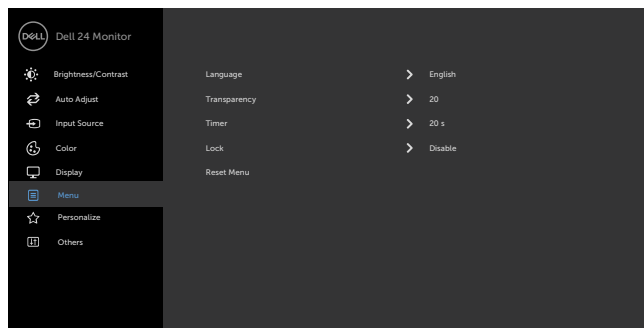 DELL Dell 24 Monitor
Brightness/Contrast Language English
Auto Adjust Transparency 20
Input Source Timer 20 s
Color Lock Disable
Display Reset Menu
Menu
Personalize
Others